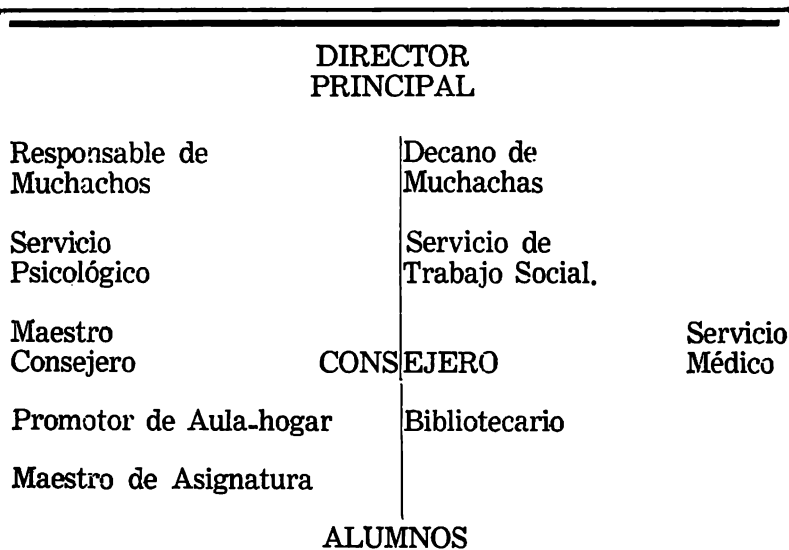 DIRECTOR
PRINCIPAL
Responsable de
Muchachos
Decano de
Muchachas
Servicio
Psicológico
Servicio de
Trabajo Social.
Maestro
Consejero
CONSEJERO
Servicio
Médico
Promotor de Aula-hogar
Bibliotecario
Maestro de Asignatura
ALUMNOS